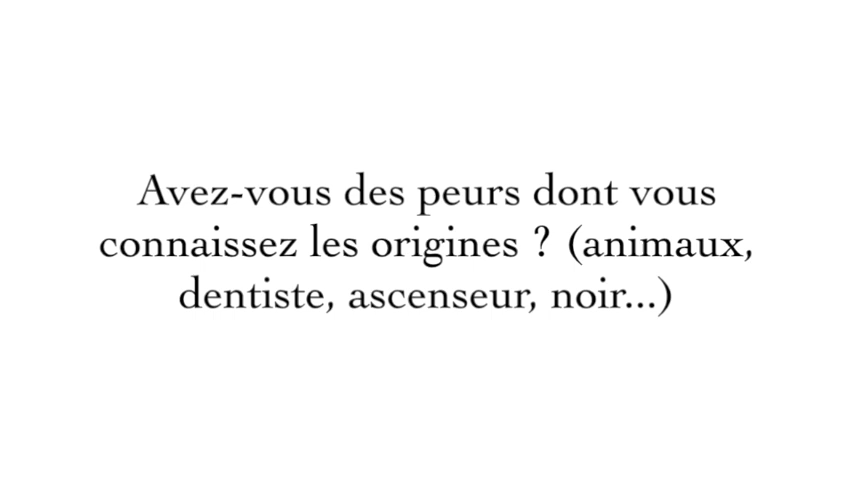 Avez-vous des peurs dont vous
connaissez les origines ? (animaux,
dentiste, ascenseur, noir...)